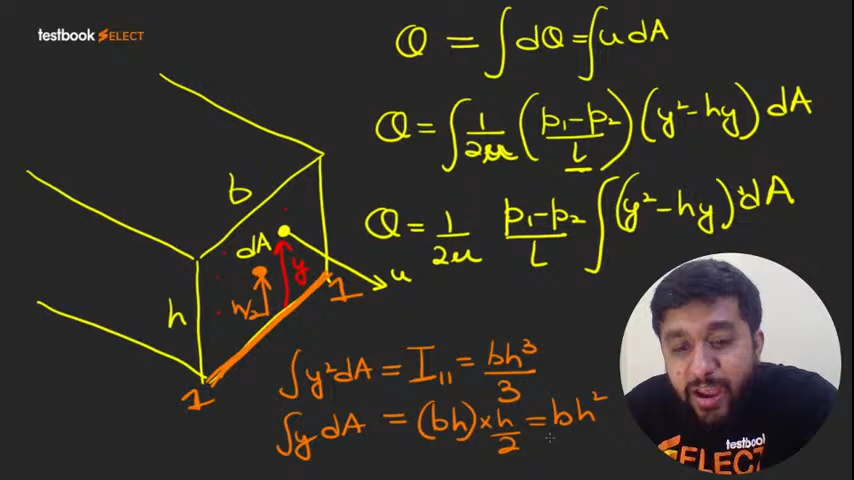 testbook SELECT
Q = ∫dQ = ∫u dA
Q = ∫ 1/2μ (p₁-p₂/L) (y² - hy) dA
Q = 1/2μ p₁-p₂/L ∫(y² - hy) dA
b
dA
y
u
h/2
1
h
1
∫y² dA = I₁₁ = bh³/3
∫y dA = (bh) × h/2 = bh²
testbook
SELECT